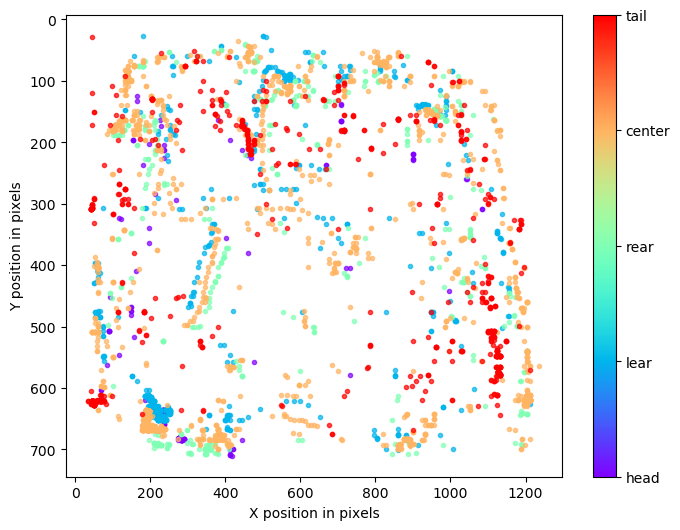 0
100
200
300
400
500
600
700
Y position in pixels
0
200
400
600
800
1000
1200
X position in pixels
tail
center
rear
lear
head